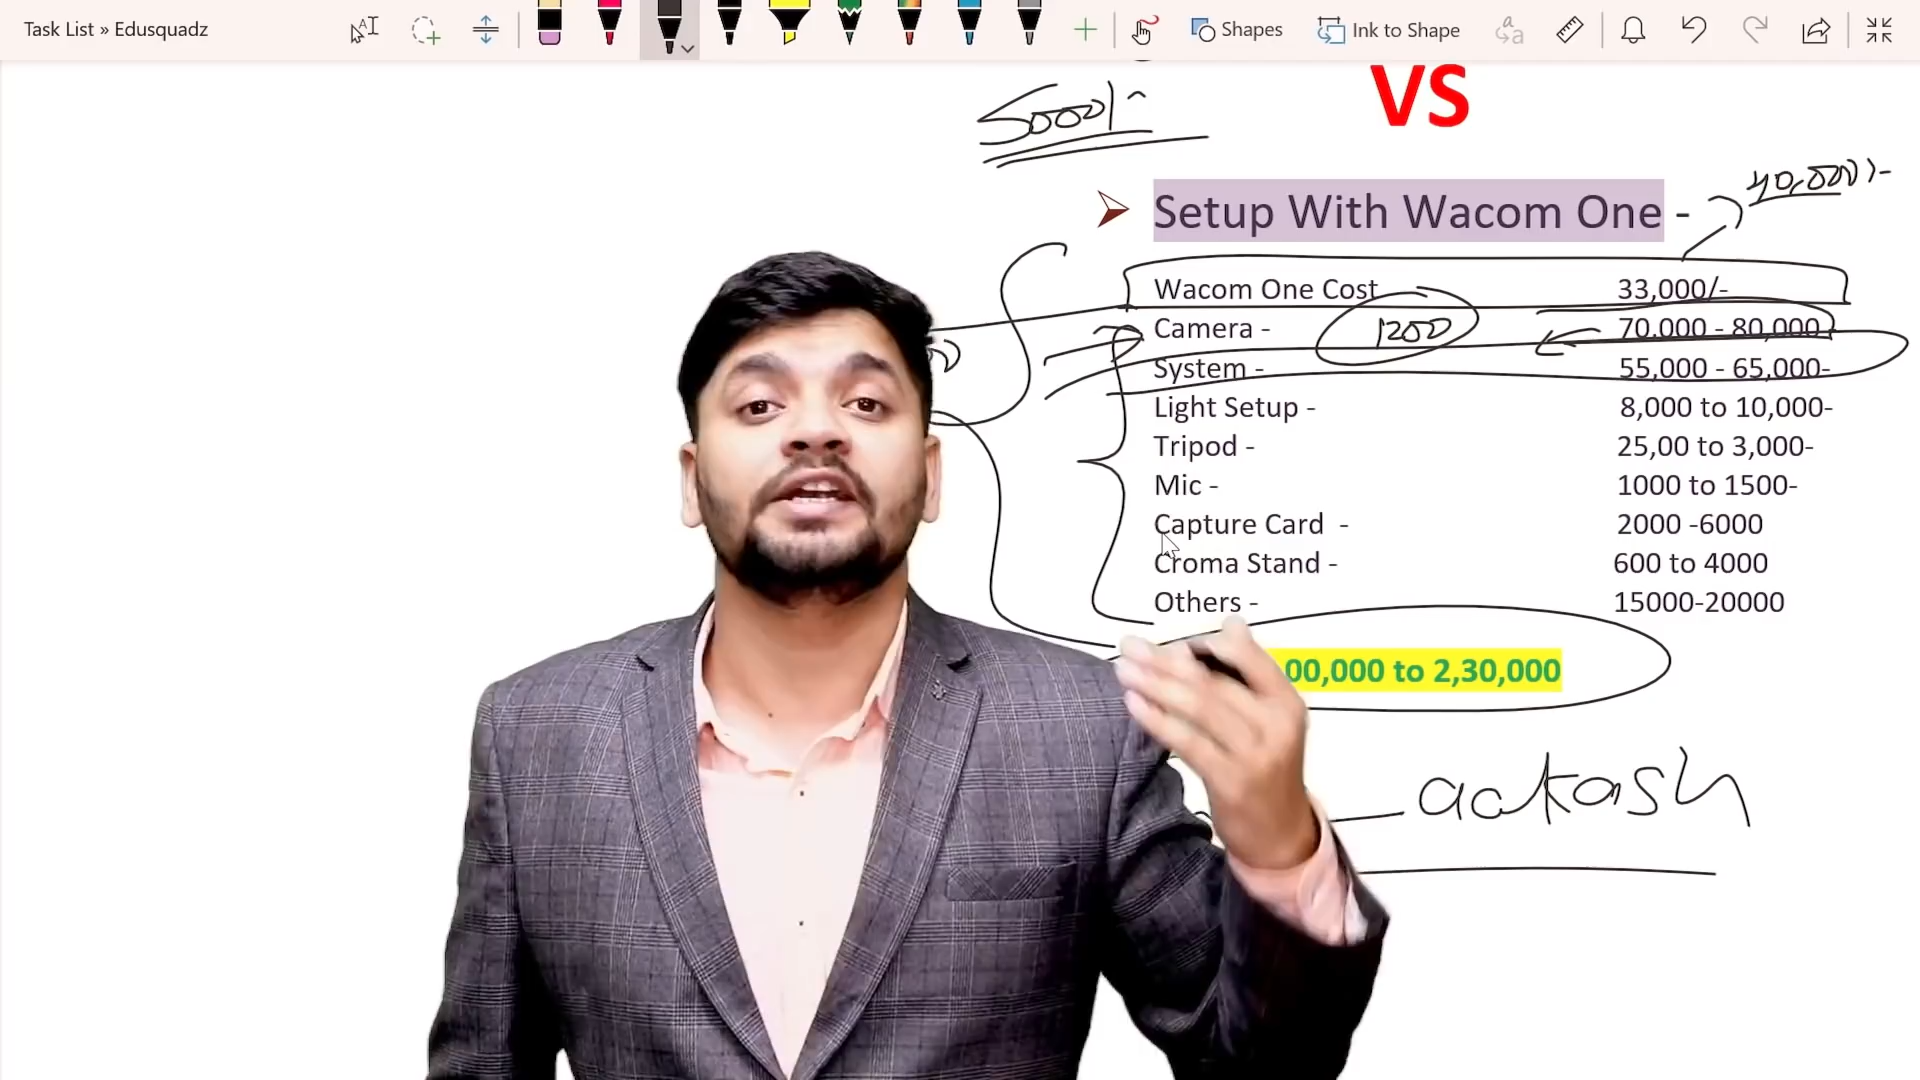 Task List » Edusquadz
Shapes
Ink to Shape
VS
5000/-
40,000/-
➤ Setup With Wacom One -
Wacom One Cost 33,000/-
Camera - 1200 70,000 - 80,000
System - 55,000 - 65,000-
Light Setup - 8,000 to 10,000-
Tripod - 25,00 to 3,000-
Mic - 1000 to 1500-
Capture Card - 2000 -6000
Croma Stand - 600 to 4000
Others - 15000-20000
00,000 to 2,30,000
aakash